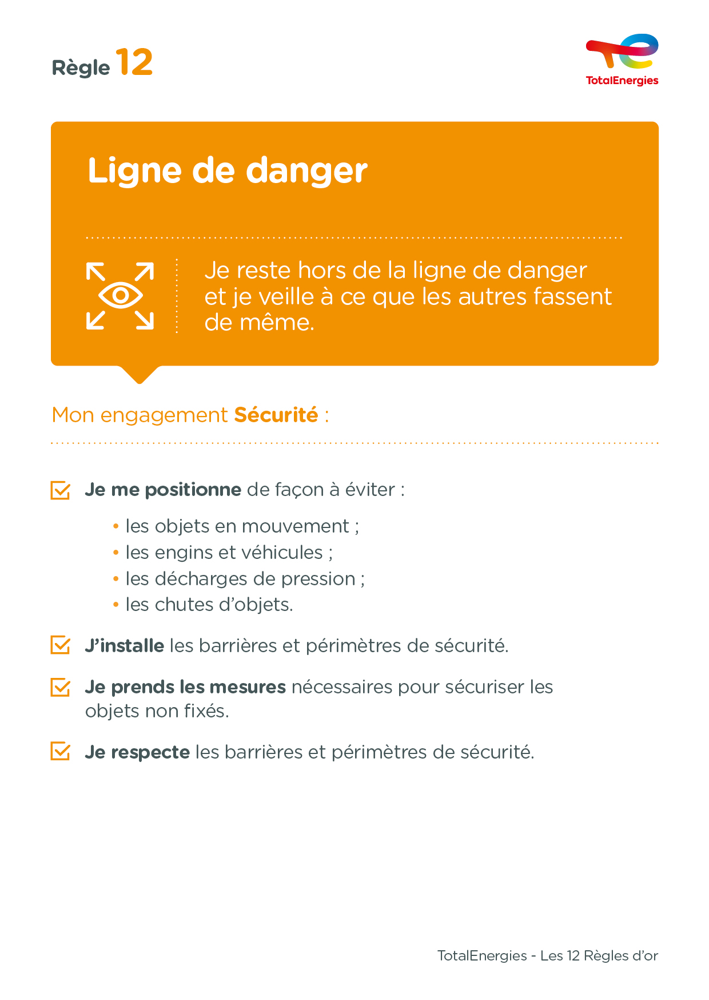 Règle 12
TotalEnergies
Ligne de danger
Je reste hors de la ligne de danger
et je veille à ce que les autres fassent
de même.
Mon engagement Sécurité :
Je me positionne de façon à éviter :
• les objets en mouvement ;
• les engins et véhicules ;
• les décharges de pression ;
• les chutes d’objets.
J’installe les barrières et périmètres de sécurité.
Je prends les mesures nécessaires pour sécuriser les
objets non fixés.
Je respecte les barrières et périmètres de sécurité.
TotalEnergies - Les 12 Règles d’or